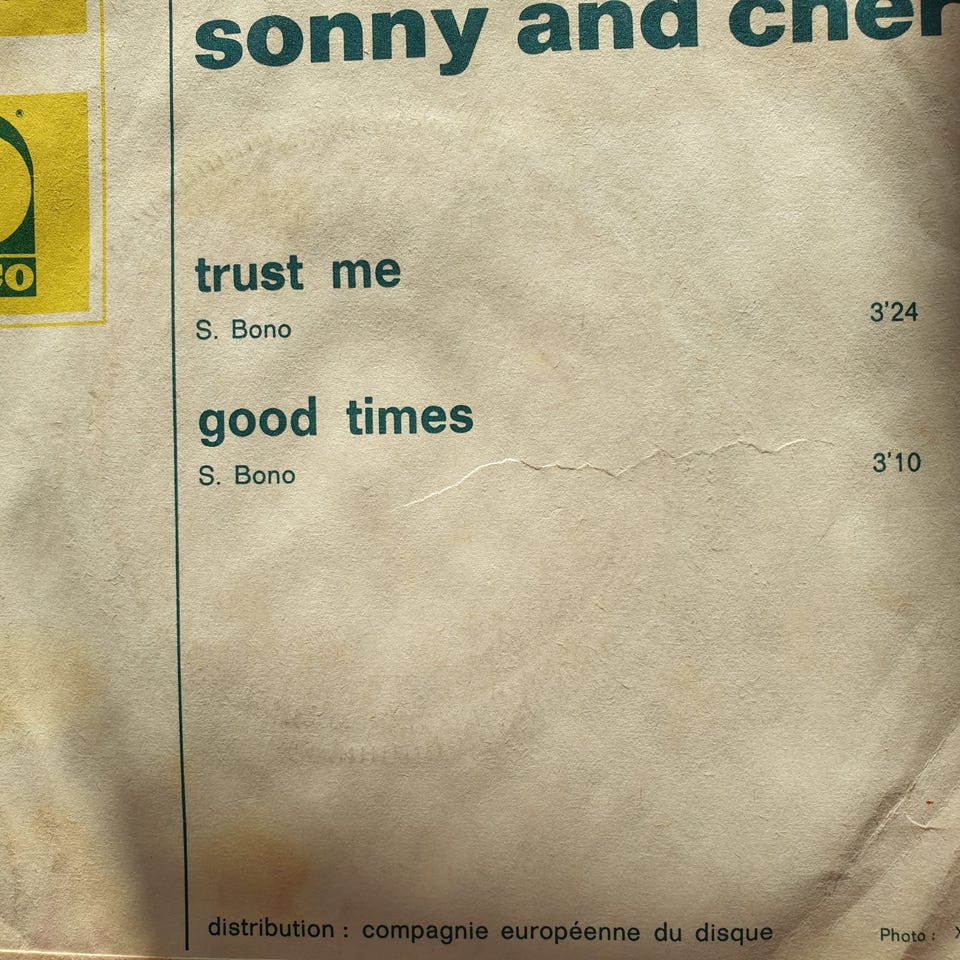 sonny and cher
trust me
S. Bono
3'24
good times
S. Bono
3'10
distribution : compagnie européenne du disque
Photo :